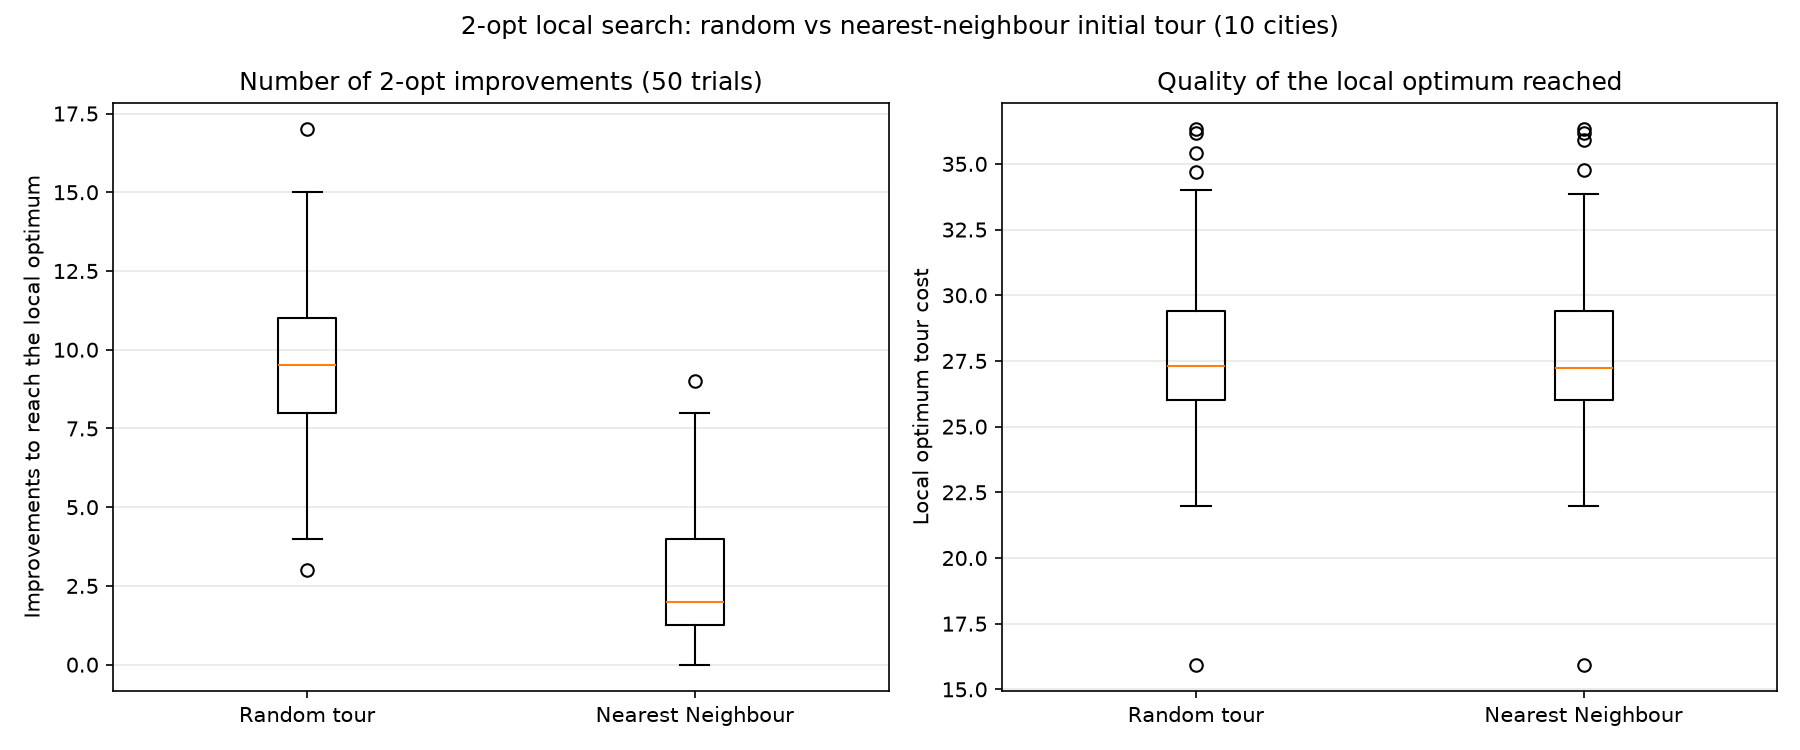 2-opt local search: random vs nearest-neighbour initial tour (10 cities)
Number of 2-opt improvements (50 trials)
Improvements to reach the local optimum
17.5
15.0
12.5
10.0
7.5
5.0
2.5
0.0
Random tour
Nearest Neighbour
Quality of the local optimum reached
Local optimum tour cost
35.0
32.5
30.0
27.5
25.0
22.5
20.0
17.5
15.0
Random tour
Nearest Neighbour